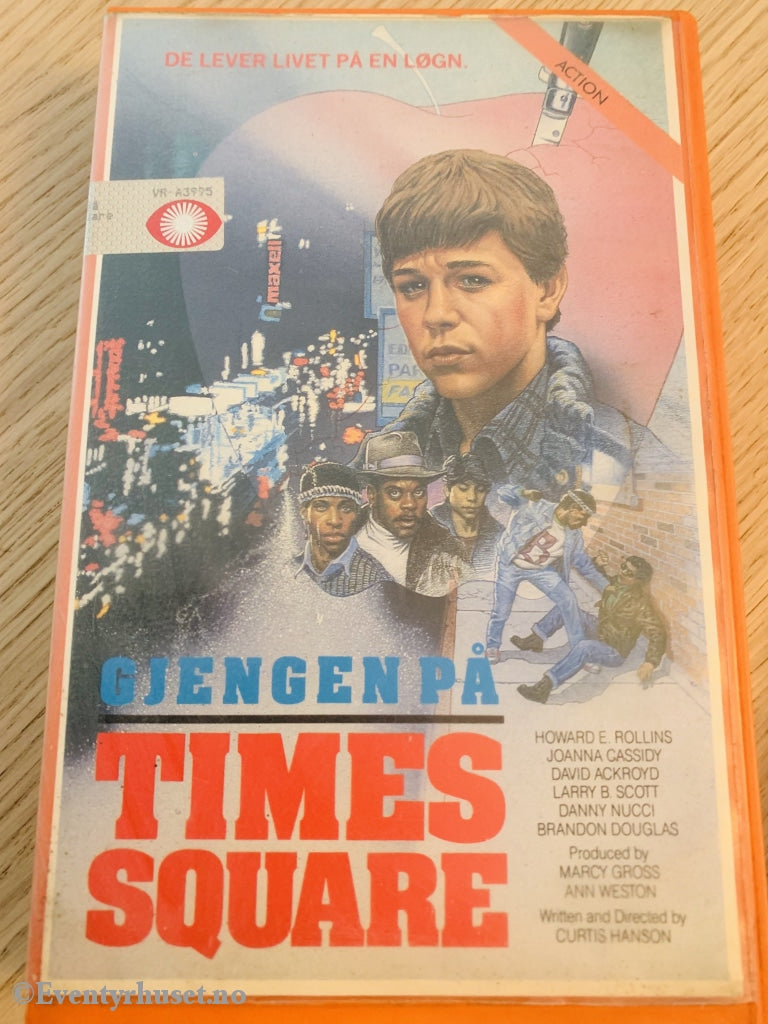 DE LEVER LIVET PÅ EN LØGN.
ACTION
VR-A3995
maxell
GJENGEN PÅ
TIMES
SQUARE
HOWARD E. ROLLINS
JOANNA CASSIDY
DAVID ACKROYD
LARRY B. SCOTT
DANNY NUCCI
BRANDON DOUGLAS
Produced by
MARCY GROSS
ANN WESTON
Written and Directed by
CURTIS HANSON
©Eventyrhuset.no